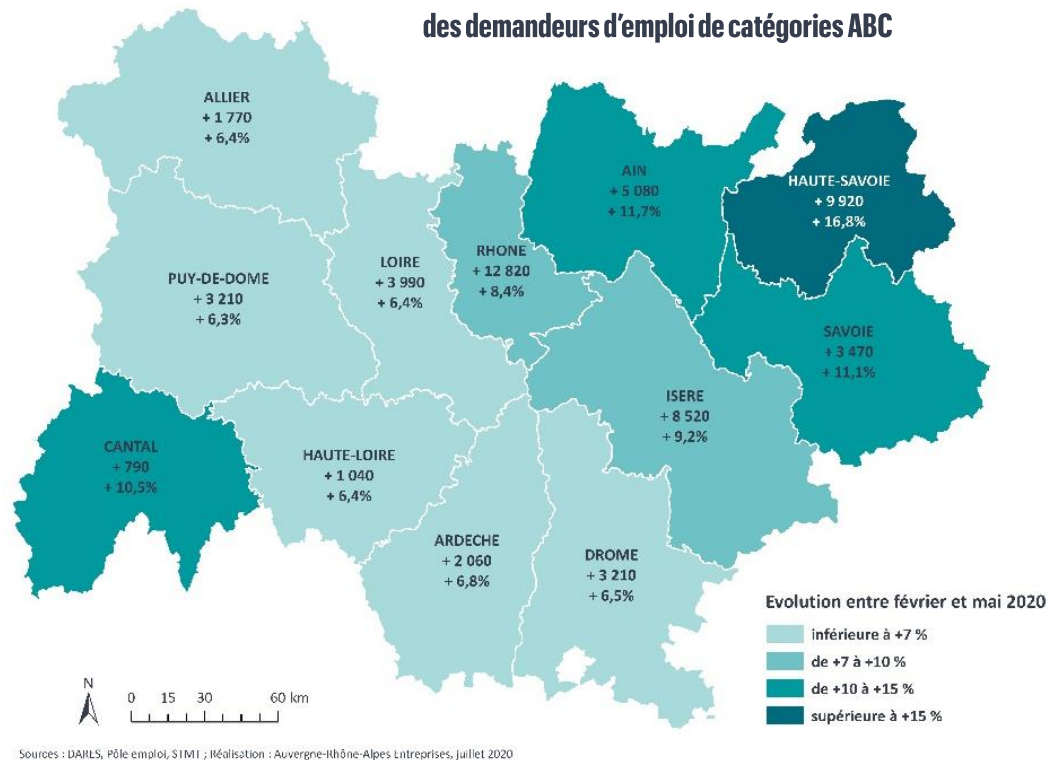 des demandeurs d'emploi de catégories ABC
ALLIER
+ 1 770
+ 6,4%
AIN
+ 5 080
+ 11,7%
HAUTE-SAVOIE
+ 9 920
+ 16,8%
PUY-DE-DOME
+ 3 210
+ 6,3%
LOIRE
+ 3 990
+ 6,4%
RHONE
+ 12 820
+ 8,4%
SAVOIE
+ 3 470
+ 11,1%
ISERE
+ 8 520
+ 9,2%
CANTAL
+ 790
+ 10,5%
HAUTE-LOIRE
+ 1 040
+ 6,4%
ARDECHE
+ 2 060
+ 6,8%
DROME
+ 3 210
+ 6,5%
Evolution entre février et mai 2020
inférieure à +7 %
de +7 à +10 %
de +10 à +15 %
supérieure à +15 %
N
0 15 30 60 km
Sources : DARES, Pôle emploi, STMT ; Réalisation : Auvergne-Rhône-Alpes Entreprises, juillet 2020